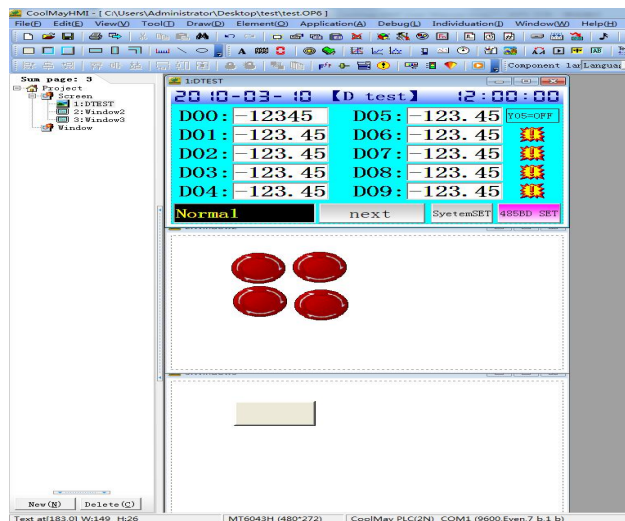 CoolMayHMI - [ C:\Users\Administrator\Desktop\test\test.OP6 ]
File(F) Edit(E) View(V) Tool(T) Draw(D) Element(O) Application(A) Debug(L) Individuation(I) Window(W) Help(H)
Component lar Languag
Sum page: 3
Project
Screen
1:DTEST
2:Window2
3:Window3
Window
1:DTEST
2010-03-10 【D test】 12:00:00
D00: -12345 D05: -123.45 Y05=OFF
D01: -123.45 D06: -123.45
D02: -123.45 D07: -123.45
D03: -123.45 D08: -123.45
D04: -123.45 D09: -123.45
Normal next SyetemSET 485BD SET
New(N) Delete(C)
Text at[183.0] W:149 H:26 MT6043H (480*272) CoolMay PLC(2N) COM1 (9600.Even.7 b.1 b)